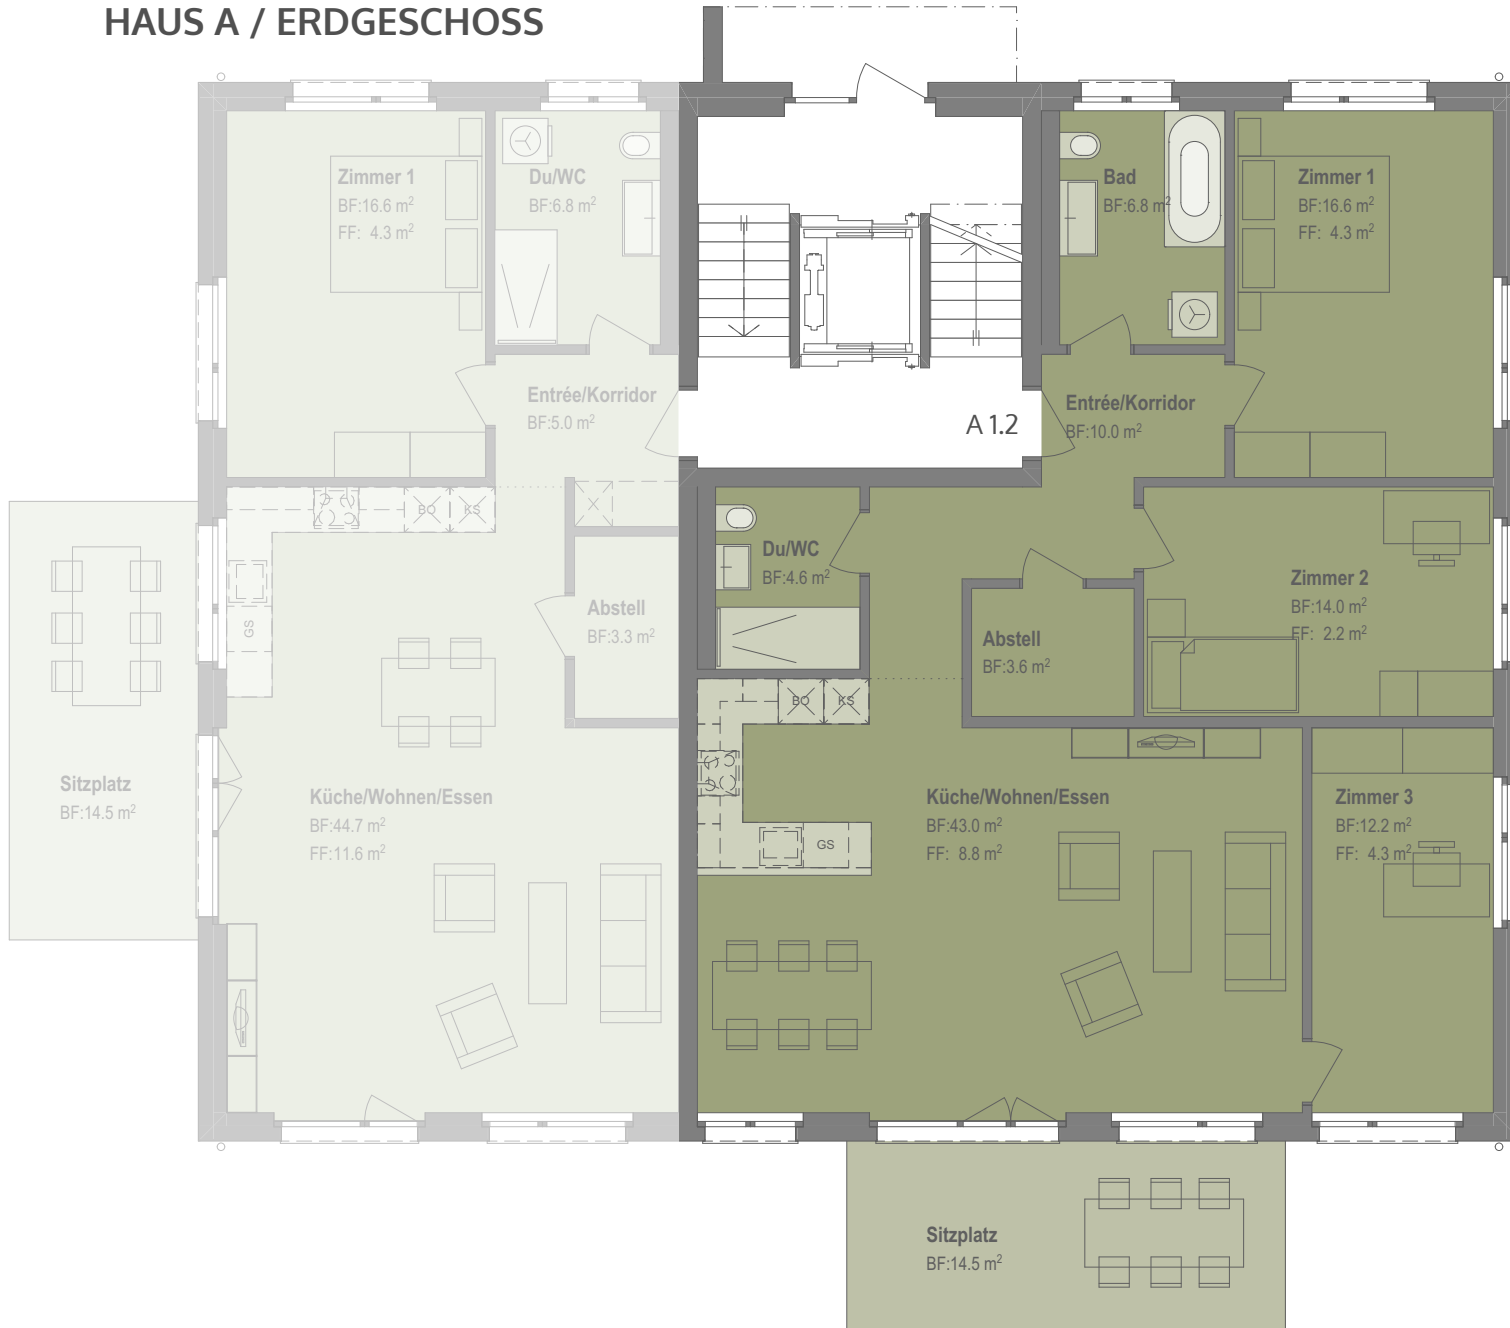 HAUS A / ERDGESCHOSS
Zimmer 1
BF:16.6 m²
FF: 4.3 m²
Du/WC
BF:6.8 m²
Bad
BF:6.8 m²
Zimmer 1
BF:16.6 m²
FF: 4.3 m²
Entrée/Korridor
BF:5.0 m²
A 1.2
Entrée/Korridor
BF:10.0 m²
BO
KS
GS
Abstell
BF:3.3 m²
Du/WC
BF:4.6 m²
Abstell
BF:3.6 m²
Zimmer 2
BF:14.0 m²
FF: 2.2 m²
BO
KS
GS
Sitzplatz
BF:14.5 m²
Küche/Wohnen/Essen
BF:44.7 m²
FF:11.6 m²
Küche/Wohnen/Essen
BF:43.0 m²
FF: 8.8 m²
Zimmer 3
BF:12.2 m²
FF: 4.3 m²
Sitzplatz
BF:14.5 m²